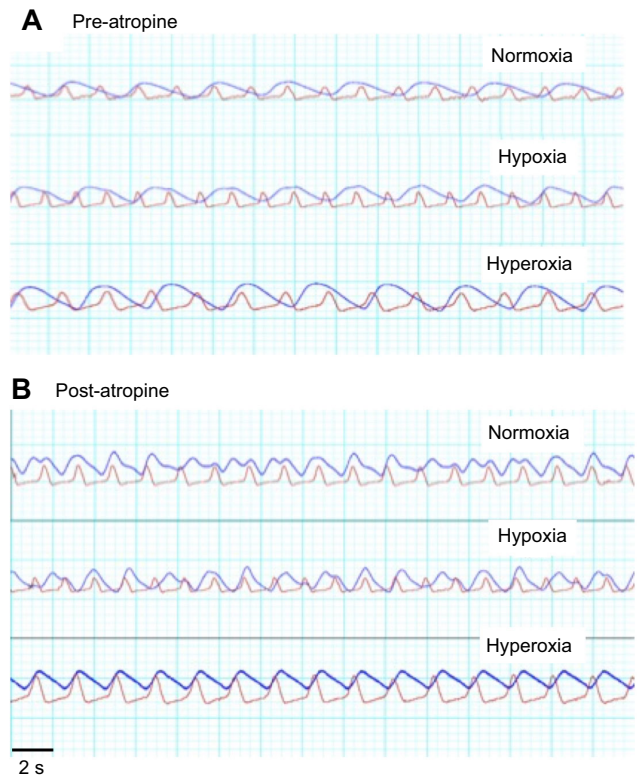 A Pre-atropine
Normoxia
Hypoxia
Hyperoxia
B Post-atropine
Normoxia
Hypoxia
Hyperoxia
2 s